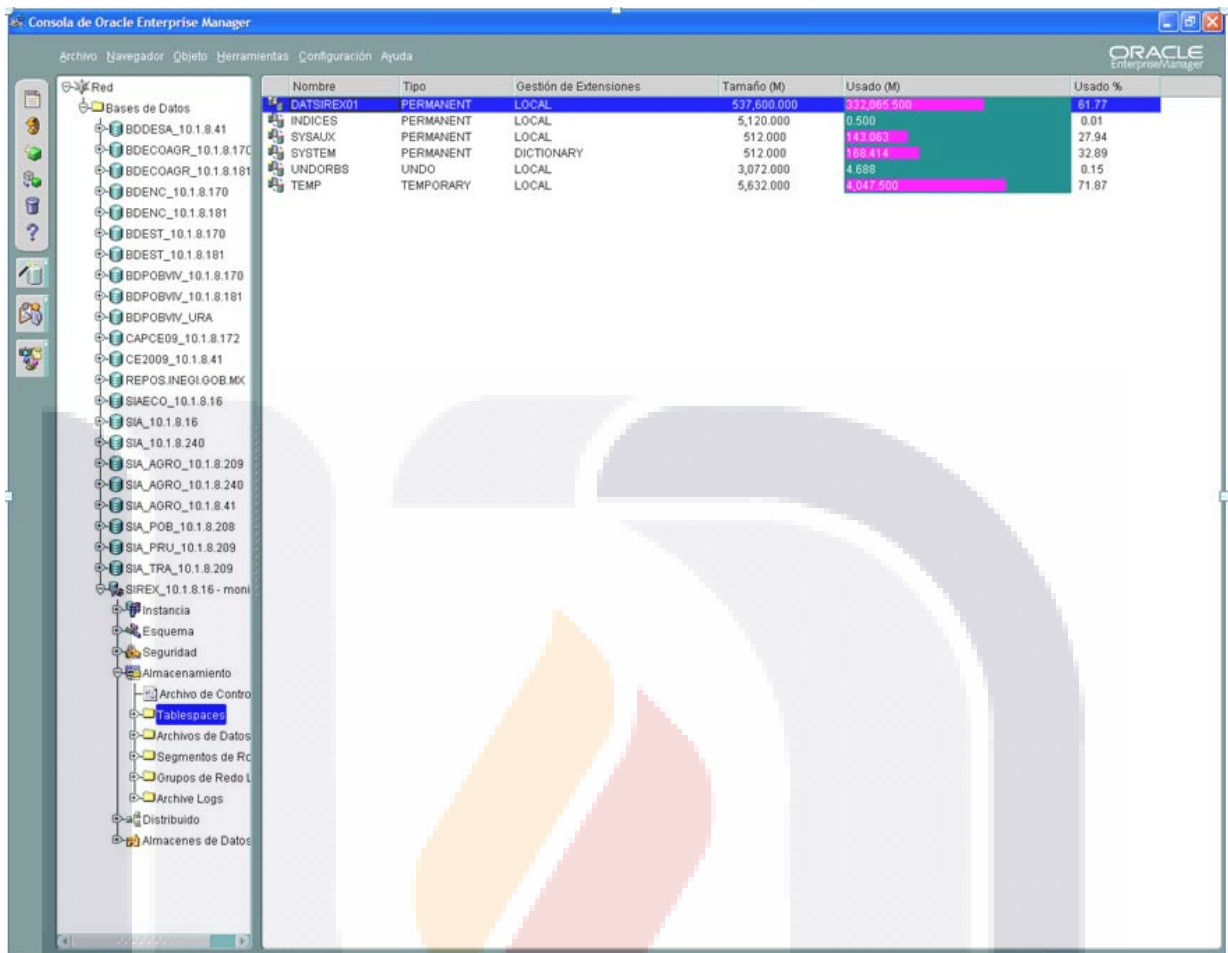 Consola de Oracle Enterprise Manager
Archivo Navegador Objeto Herramientas Configuración Ayuda
ORACLE
EnterpriseManager
Red
Bases de Datos
BDDESA_10.1.8.41
BDECOAGR_10.1.8.170
BDECOAGR_10.1.8.181
BDENC_10.1.8.170
BDENC_10.1.8.181
BDEST_10.1.8.170
BDEST_10.1.8.181
BDPOBVIV_10.1.8.170
BDPOBVIV_10.1.8.181
BDPOBVIV_URA
CAPCE09_10.1.8.172
CE2009_10.1.8.41
REPOS.INEGI.GOB.MX
SIAECO_10.1.8.16
SIA_10.1.8.16
SIA_10.1.8.240
SIA_AGRO_10.1.8.209
SIA_AGRO_10.1.8.240
SIA_AGRO_10.1.8.41
SIA_POB_10.1.8.208
SIA_PRU_10.1.8.209
SIA_TRA_10.1.8.209
SIREX_10.1.8.16 - moni
Instancia
Esquema
Seguridad
Almacenamiento
Archivo de Contro
Tablespaces
Archivos de Datos
Segmentos de Ro
Grupos de Redo L
Archive Logs
Distribuido
Almacenes de Datos
Nombre Tipo Gestión de Extensiones Tamaño (M) Usado (M) Usado %
DATSIREX01 PERMANENT LOCAL 537,600.000 332,065.500 61.77
INDICES PERMANENT LOCAL 5,120.000 0.500 0.01
SYSAUX PERMANENT LOCAL 512.000 143.063 27.94
SYSTEM PERMANENT DICTIONARY 512.000 168.414 32.89
UNDORBS UNDO LOCAL 3,072.000 4.688 0.15
TEMP TEMPORARY LOCAL 5,632.000 4,047.500 71.87